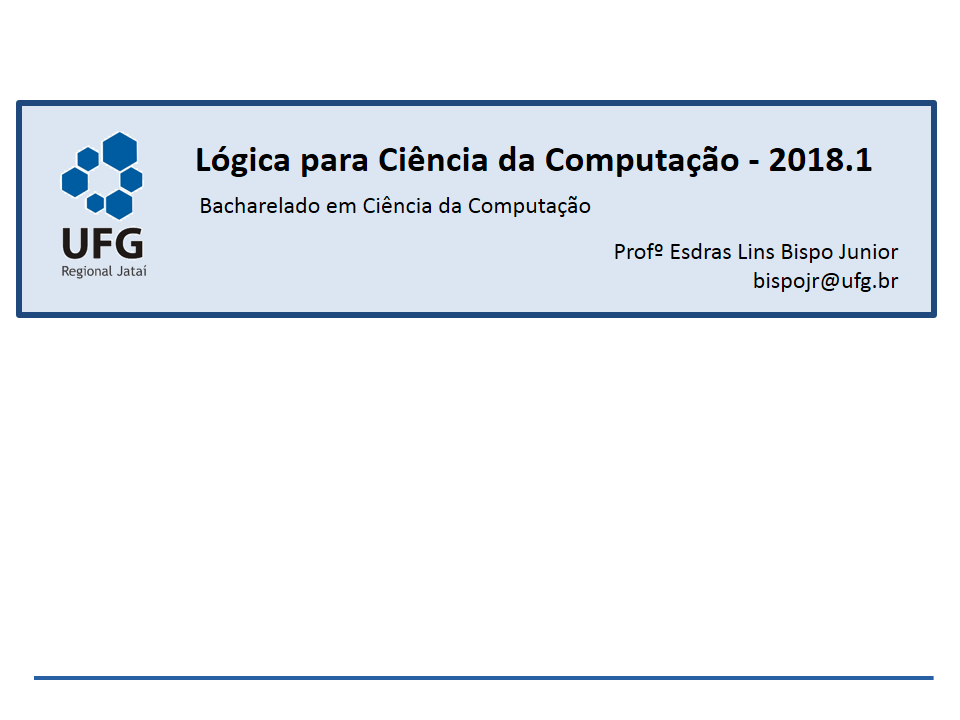 Lógica para Ciência da Computação - 2018.1
Bacharelado em Ciência da Computação
Profº Esdras Lins Bispo Junior
bispojr@ufg.br
UFG
Regional Jataí